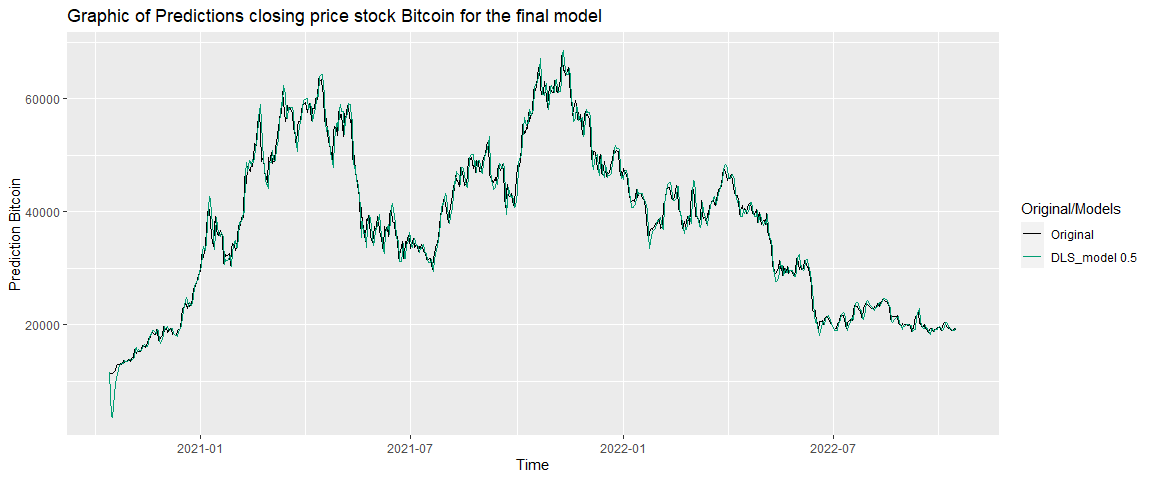 Graphic of Predictions closing price stock Bitcoin for the final model
Prediction Bitcoin
60000
40000
20000
2021-01
2021-07
2022-01
2022-07
Time
Original/Models
Original
DLS_model 0.5